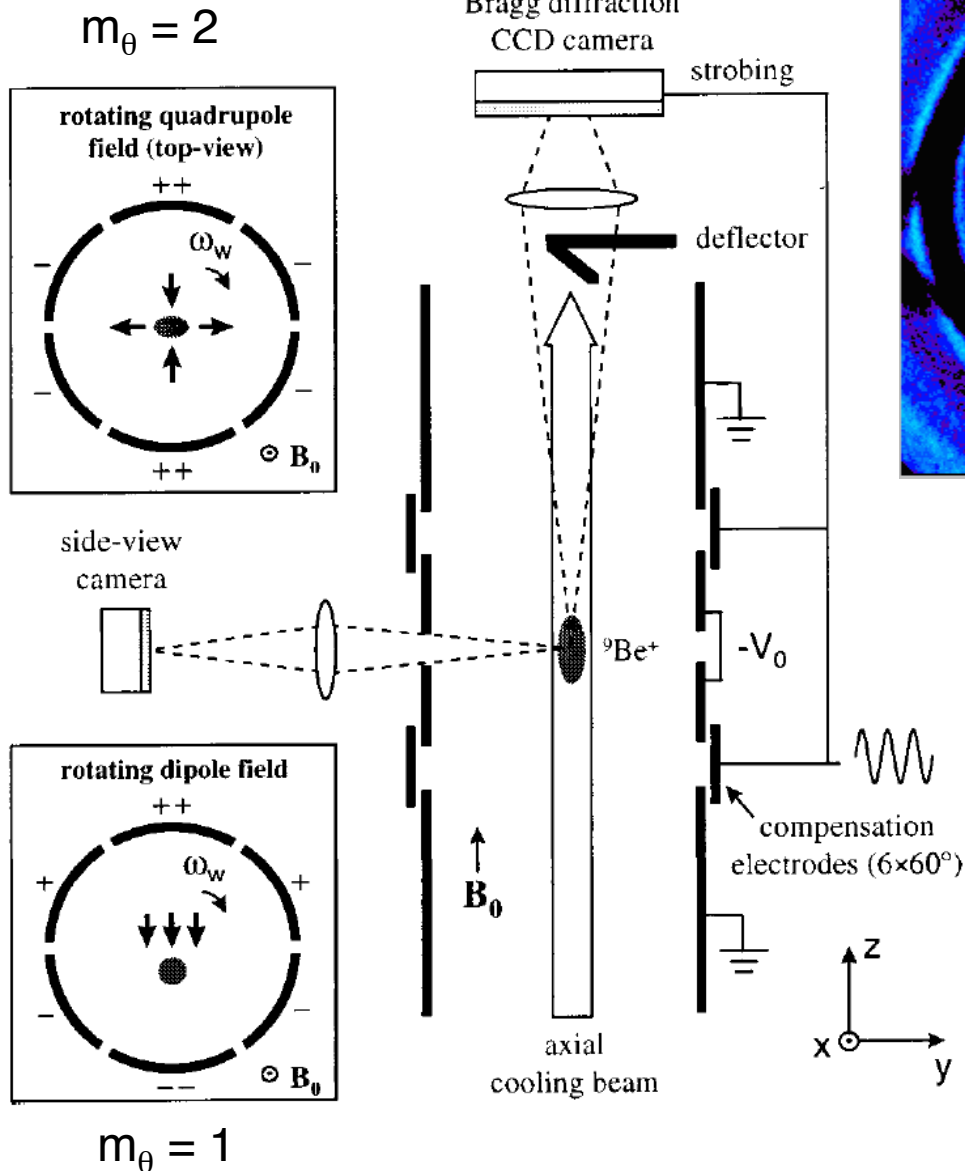 m_θ = 2
rotating quadrupole
field (top-view)
++
ω_w
−
−
−
−
++
⊙ B₀
Bragg diffraction
CCD camera
strobing
deflector
side-view
camera
⁹Be⁺
-V₀
rotating dipole field
++
ω_w
+
+
−
−
−−
⊙ B₀
B₀
compensation
electrodes (6×60°)
axial
cooling beam
z
x
y
m_θ = 1